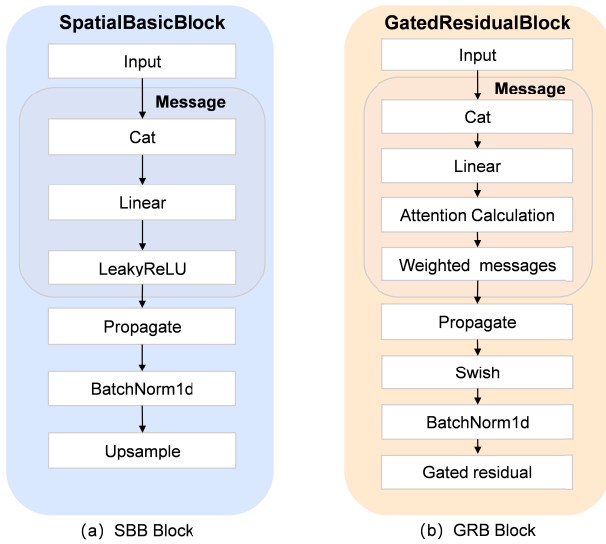 SpatialBasicBlock
Input
Message
Cat
Linear
LeakyReLU
Propagate
BatchNorm1d
Upsample
(a) SBB Block
GatedResidualBlock
Input
Message
Cat
Linear
Attention Calculation
Weighted messages
Propagate
Swish
BatchNorm1d
Gated residual
(b) GRB Block